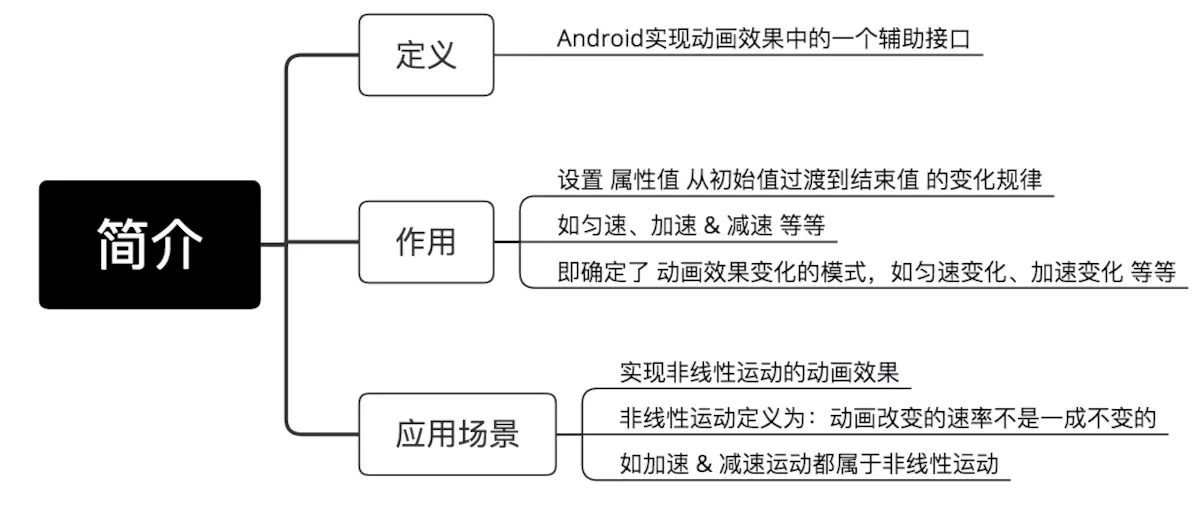 简介
定义
Android实现动画效果中的一个辅助接口
作用
设置 属性值 从初始值过渡到结束值 的变化规律
如匀速、加速 & 减速 等等
即确定了 动画效果变化的模式，如匀速变化、加速变化 等等
应用场景
实现非线性运动的动画效果
非线性运动定义为：动画改变的速率不是一成不变的
如加速 & 减速运动都属于非线性运动